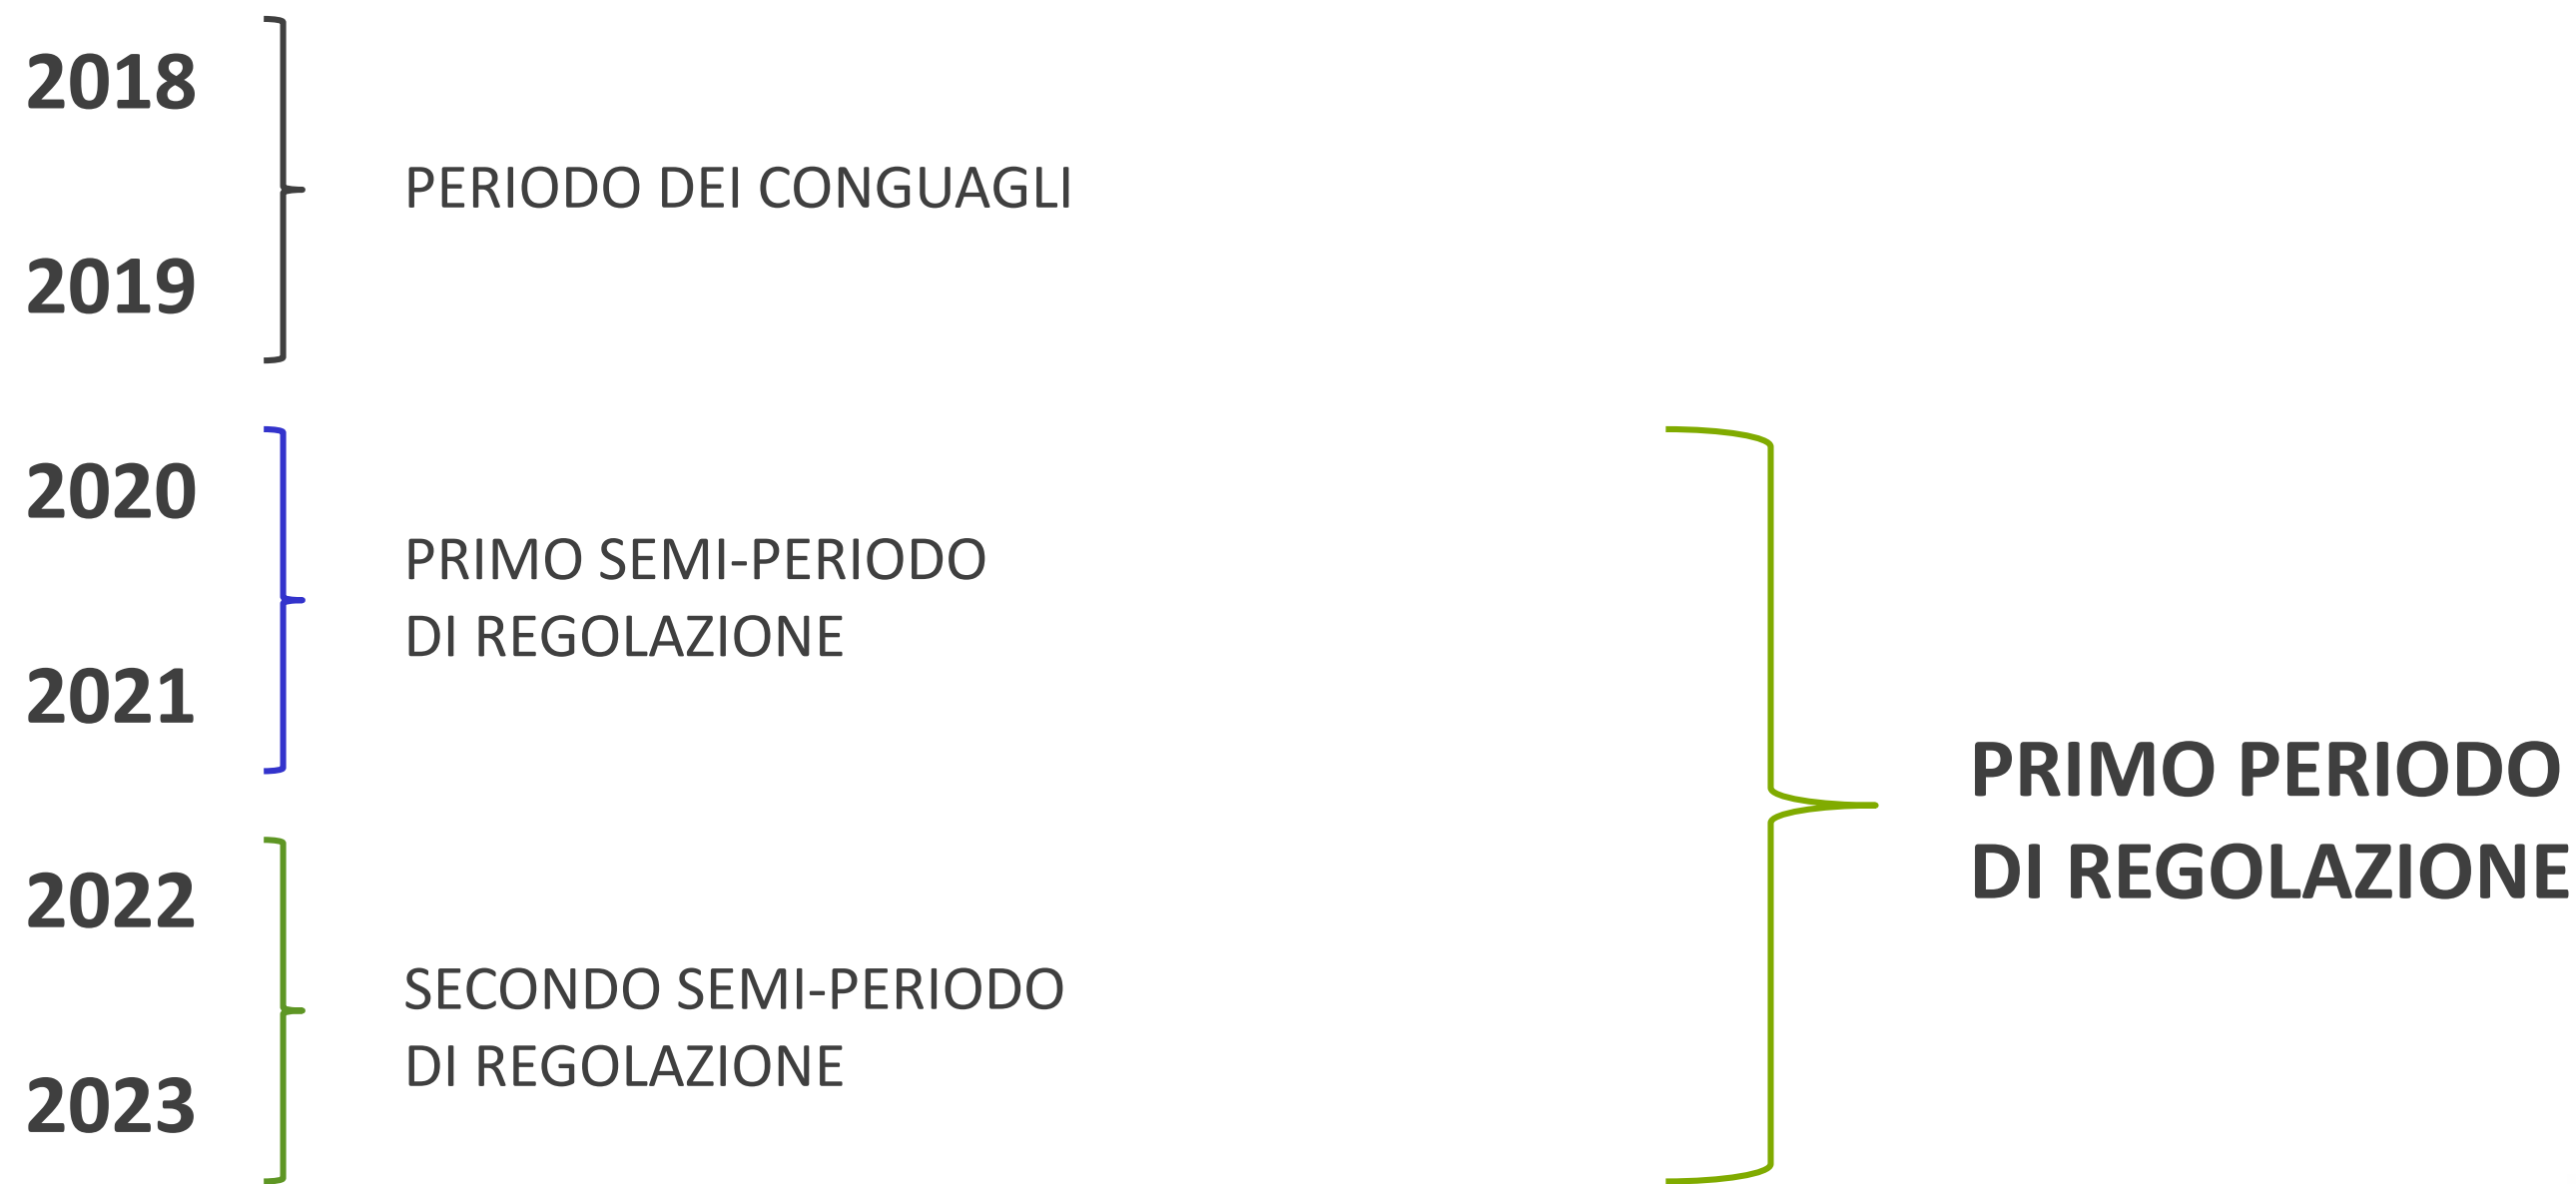 2018
PERIODO DEI CONGUAGLI
2019
2020
PRIMO SEMI-PERIODO
DI REGOLAZIONE
2021
2022
SECONDO SEMI-PERIODO
DI REGOLAZIONE
2023
PRIMO PERIODO
DI REGOLAZIONE